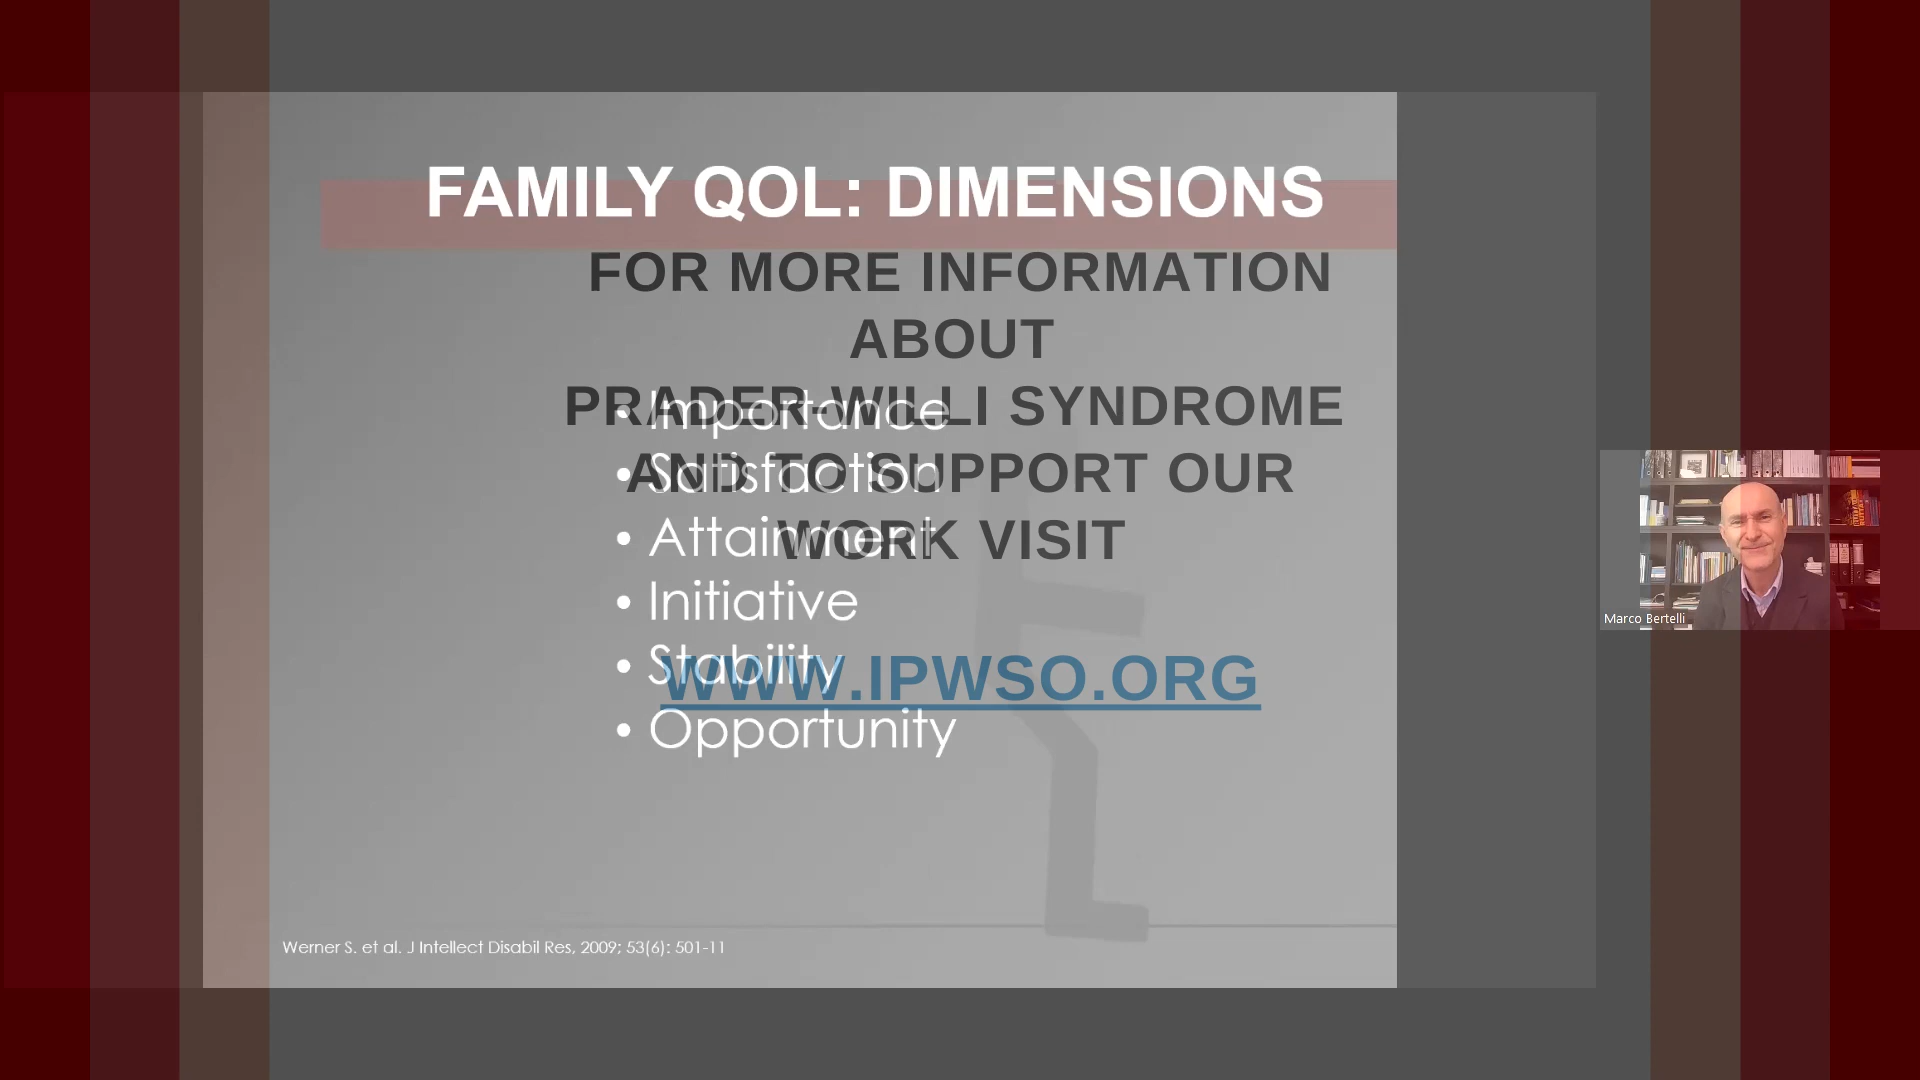 FAMILY QOL: DIMENSIONS
FOR MORE INFORMATION
ABOUT
PRADER-WILLI SYNDROME
AND TO SUPPORT OUR
WORK VISIT
WWW.IPWSO.ORG
• Importance
• Satisfaction
• Attainment
• Initiative
• Stability
• Opportunity
Werner S. et al. J Intellect Disabil Res, 2009; 53(6): 501-11
Marco Bertelli